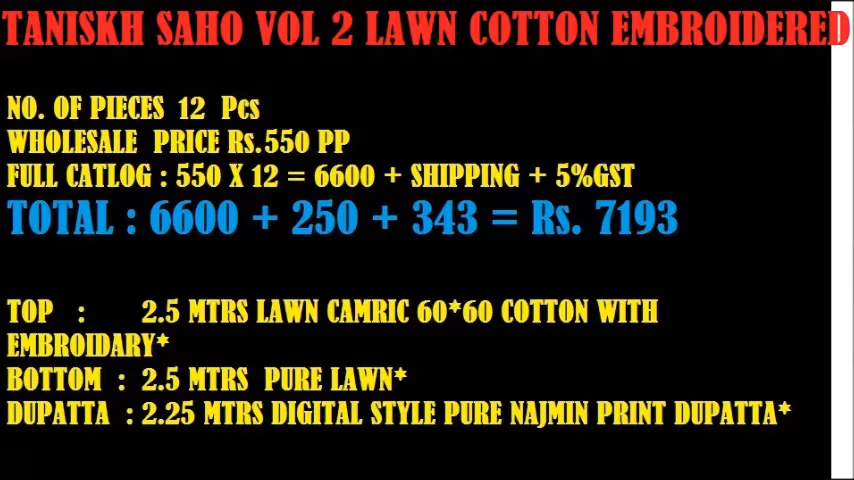 TANISKH SAHO VOL 2 LAWN COTTON EMBROIDERED
NO. OF PIECES 12 Pcs
WHOLESALE PRICE Rs.550 PP
FULL CATLOG : 550 X 12 = 6600 + SHIPPING + 5%GST
TOTAL : 6600 + 250 + 343 = Rs. 7193
TOP : 2.5 MTRS LAWN CAMRIC 60*60 COTTON WITH
EMBROIDARY*
BOTTOM : 2.5 MTRS PURE LAWN*
DUPATTA : 2.25 MTRS DIGITAL STYLE PURE NAJMIN PRINT DUPATTA*